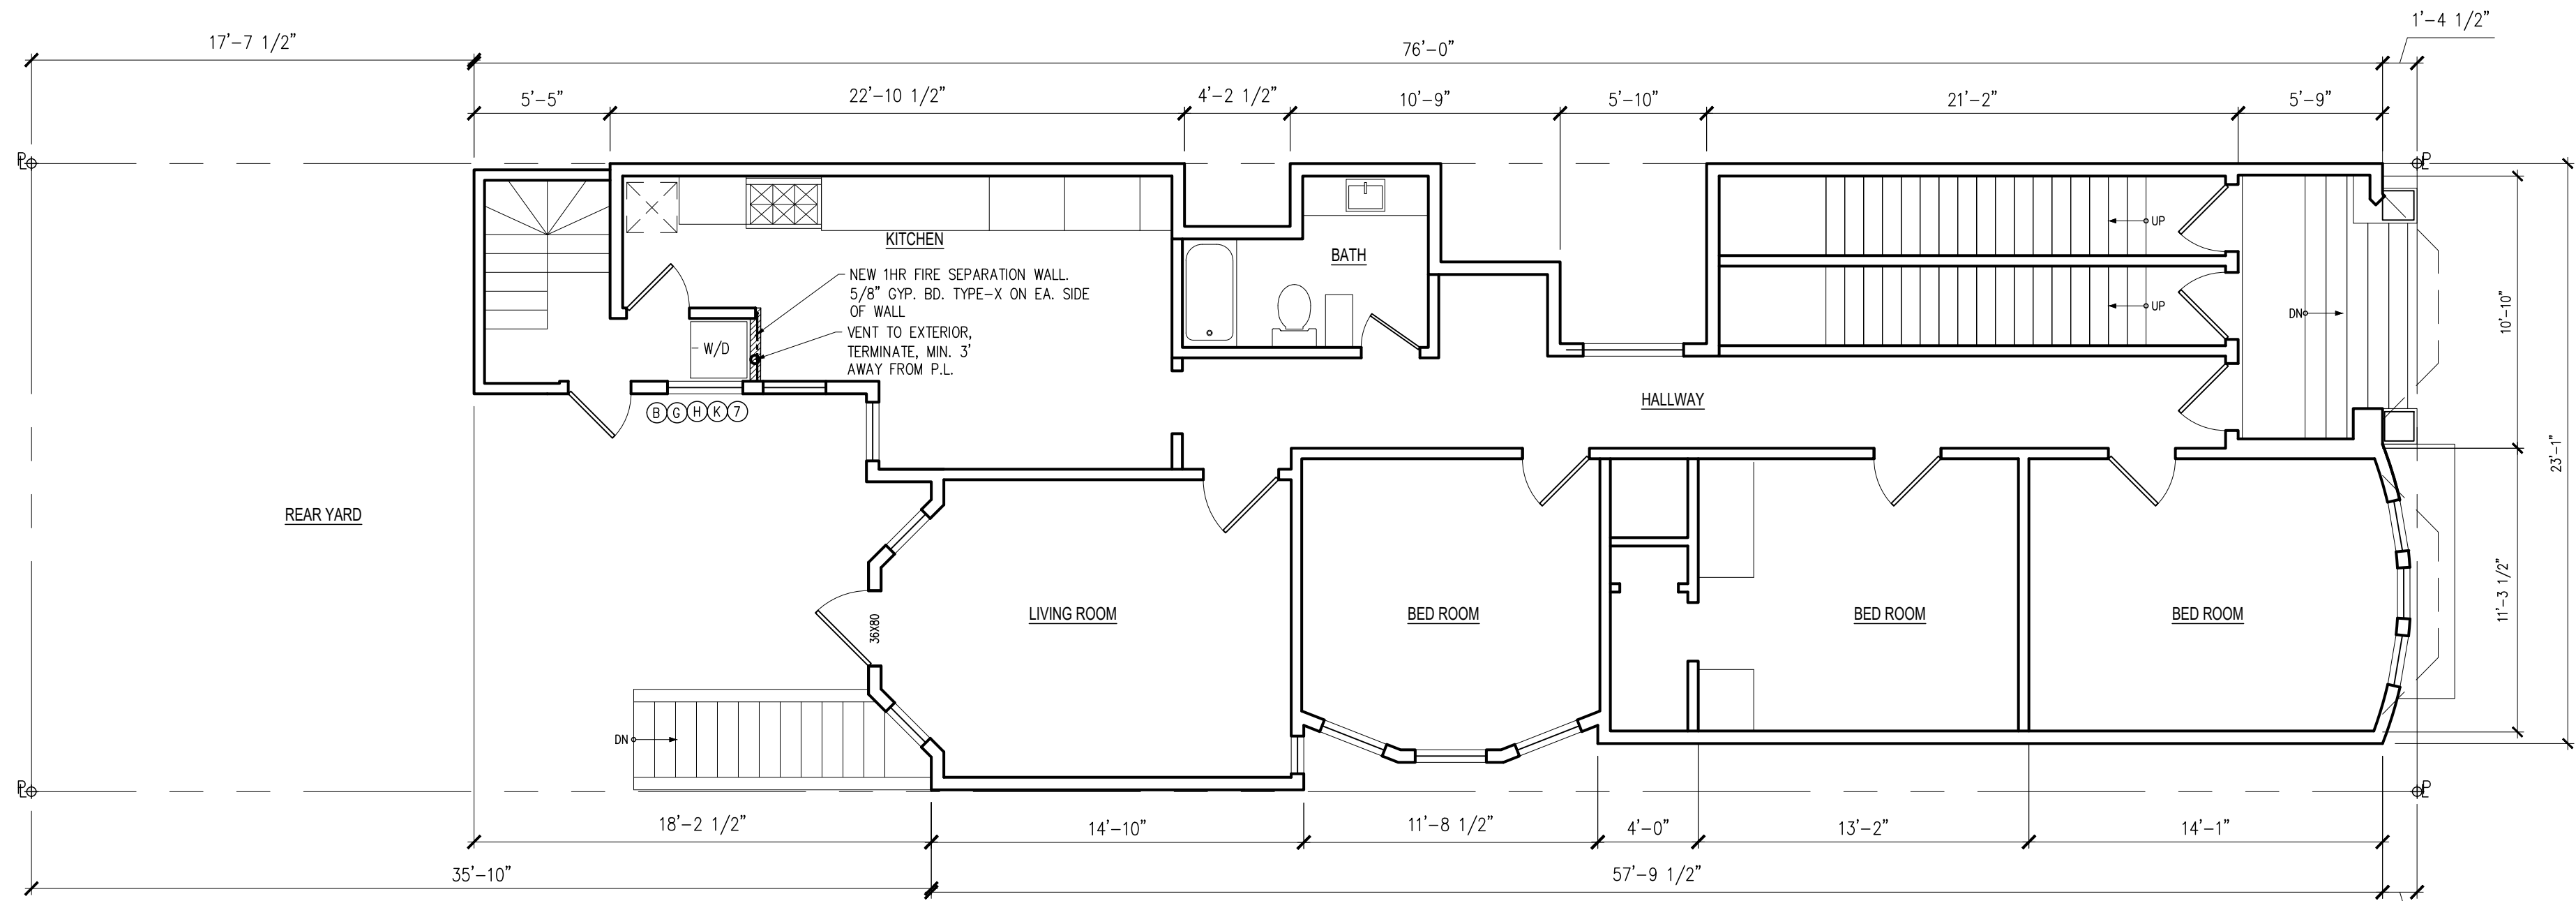 1'-4 1/2"
17'-7 1/2"
76'-0"
5'-5"
22'-10 1/2"
4'-2 1/2"
10'-9"
5'-10"
21'-2"
5'-9"
PL
PL
KITCHEN
BATH
UP
NEW 1HR FIRE SEPARATION WALL.
5/8" GYP. BD. TYPE-X ON EA. SIDE
OF WALL
VENT TO EXTERIOR,
TERMINATE, MIN. 3'
AWAY FROM P.L.
W/D
UP
DN
10'-10"
23'-1"
HALLWAY
B G H K 7
REAR YARD
36X80
LIVING ROOM
BED ROOM
BED ROOM
BED ROOM
11'-3 1/2"
DN
PL
PL
18'-2 1/2"
14'-10"
11'-8 1/2"
4'-0"
13'-2"
14'-1"
35'-10"
57'-9 1/2"